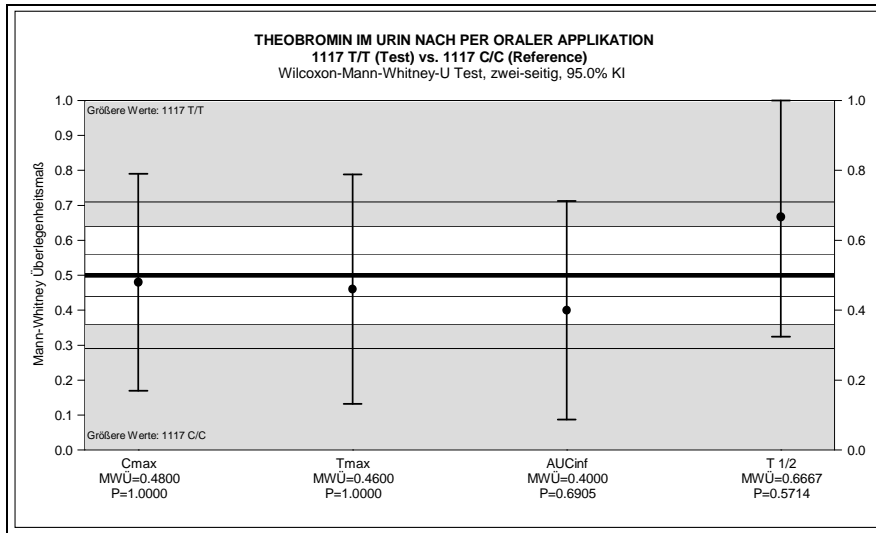 THEOBROMIN IM URIN NACH PER ORALER APPLIKATION
1117 T/T (Test) vs. 1117 C/C (Reference)
Wilcoxon-Mann-Whitney-U Test, zwei-seitig, 95.0% KI
Mann-Whitney Überlegenheitsmaß
1.0
0.9
0.8
0.7
0.6
0.5
0.4
0.3
0.2
0.1
0.0
Größere Werte: 1117 T/T
Größere Werte: 1117 C/C
1.0
0.8
0.6
0.4
0.2
0.0
Cmax
MWÜ=0.4800
P=1.0000
Tmax
MWÜ=0.4600
P=1.0000
AUCinf
MWÜ=0.4000
P=0.6905
T 1/2
MWÜ=0.6667
P=0.5714